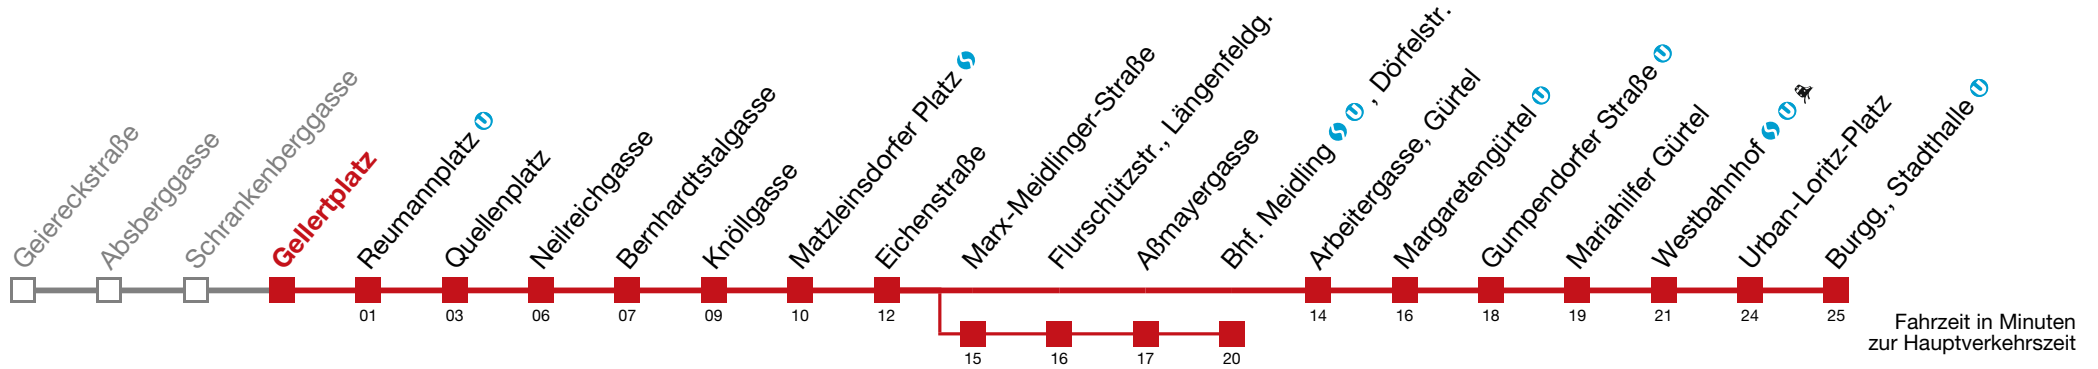 Geiereckstraße
Absberggasse
Schrankenberggasse
Gellertplatz
Reumannplatz U
Quellenplatz
Neilreichgasse
Bernhardtstalgasse
Knöllgasse
Matzleinsdorfer Platz S
Eichenstraße
Marx-Meidlinger-Straße
Flurschützstr., Längenfeldg.
Aßmayergasse
Bhf. Meidling S U , Dörfelstr.
Arbeitergasse, Gürtel
Margaretengürtel U
Gumpendorfer Straße U
Mariahilfer Gürtel
Westbahnhof S U
Urban-Loritz-Platz
Burgg., Stadthalle U
01 03 06 07 09 10 12 14 16 18 19 21 24 25
15 16 17 20
Fahrzeit in Minuten
zur Hauptverkehrszeit